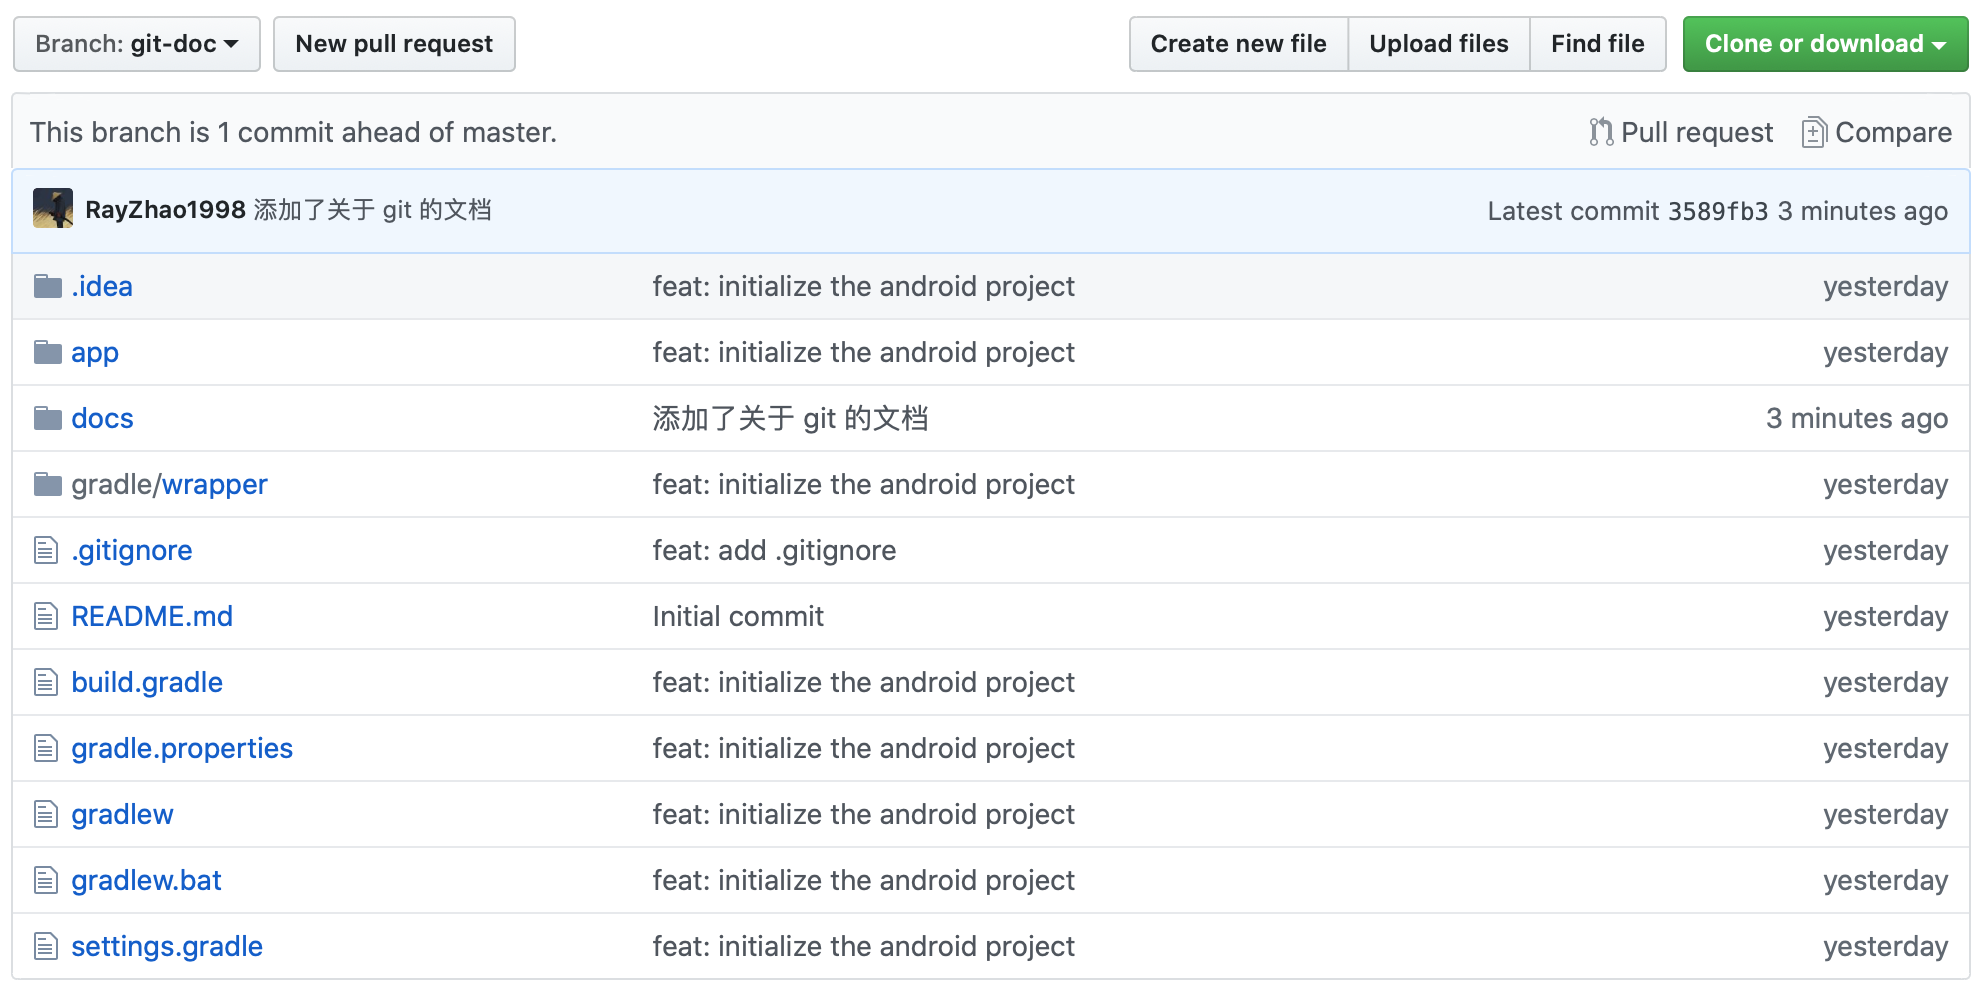 Branch: git-doc New pull request Create new file Upload files Find file Clone or download
This branch is 1 commit ahead of master. Pull request Compare
RayZhao1998 添加了关于 git 的文档 Latest commit 3589fb3 3 minutes ago
.idea feat: initialize the android project yesterday
app feat: initialize the android project yesterday
docs 添加了关于 git 的文档 3 minutes ago
gradle/wrapper feat: initialize the android project yesterday
.gitignore feat: add .gitignore yesterday
README.md Initial commit yesterday
build.gradle feat: initialize the android project yesterday
gradle.properties feat: initialize the android project yesterday
gradlew feat: initialize the android project yesterday
gradlew.bat feat: initialize the android project yesterday
settings.gradle feat: initialize the android project yesterday